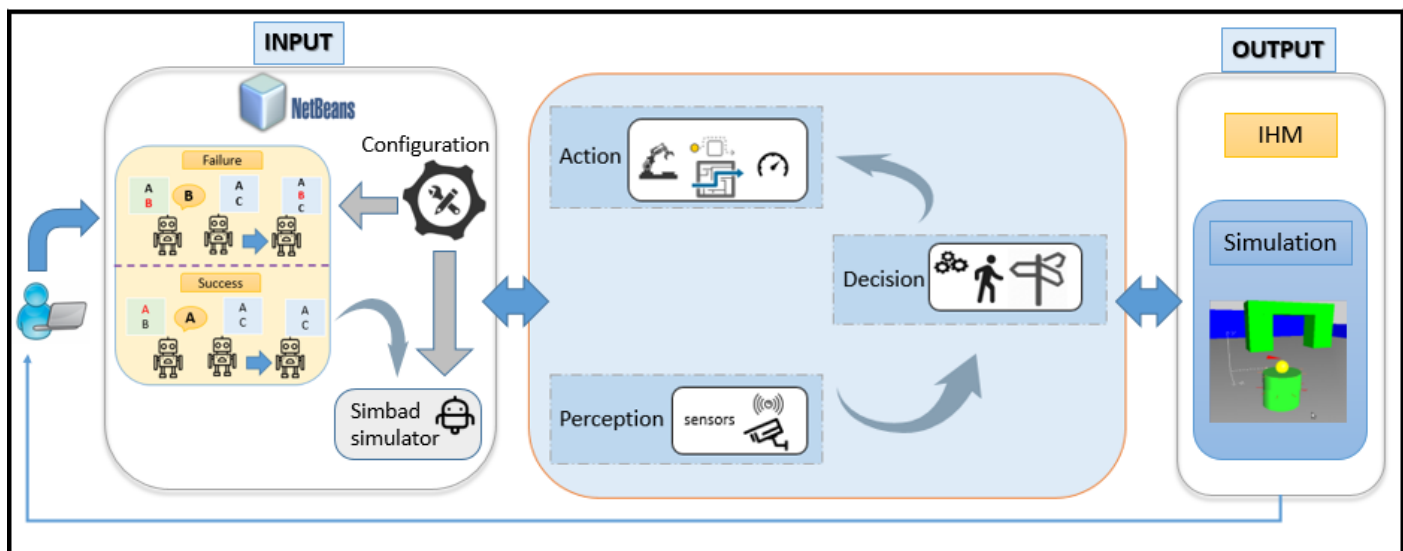 INPUT
NetBeans
Configuration
Failure
A
B
B
A
C
A
B
C
Success
A
B
A
A
C
A
C
Simbad
simulator
Action
Decision
Perception
sensors
OUTPUT
IHM
Simulation